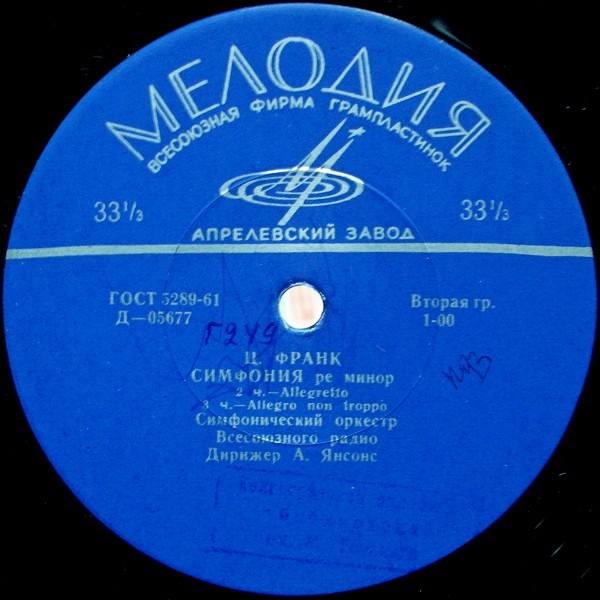 МЕЛОДИЯ
ВСЕСОЮЗНАЯ ФИРМА ГРАМПЛАСТИНОК
33⅓ 33⅓
АПРЕЛЕВСКИЙ ЗАВОД
ГОСТ 5289-61 Вторая гр.
Д—05677 1-00
Г249
Ц. ФРАНК
СИМФОНИЯ ре минор
2 ч.—Allegretto
3 ч.—Allegro non troppo
Симфонический оркестр
Всесоюзного радио
Дирижер А. Янсонс